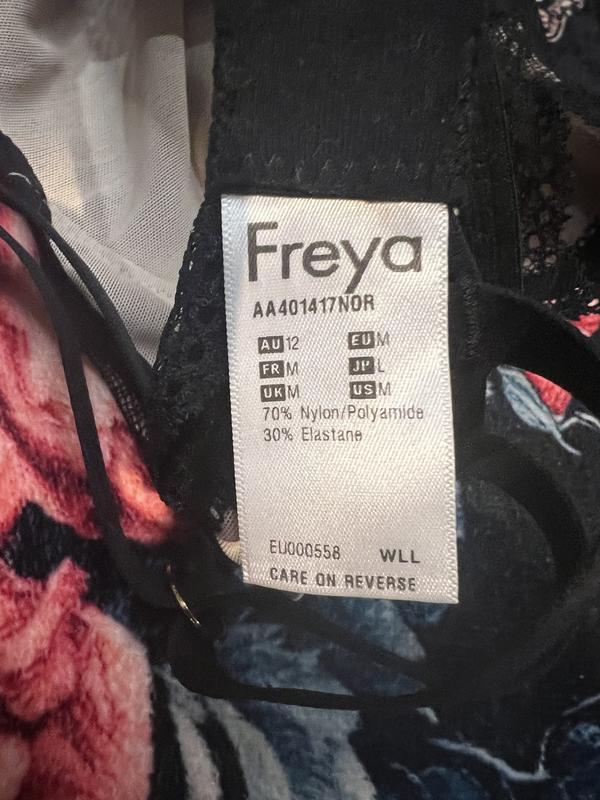 Freya
AA401417NOR
AU 12 EU M
FR M JP L
UK M US M
70% Nylon/Polyamide
30% Elastane
EU000558 WLL
CARE ON REVERSE